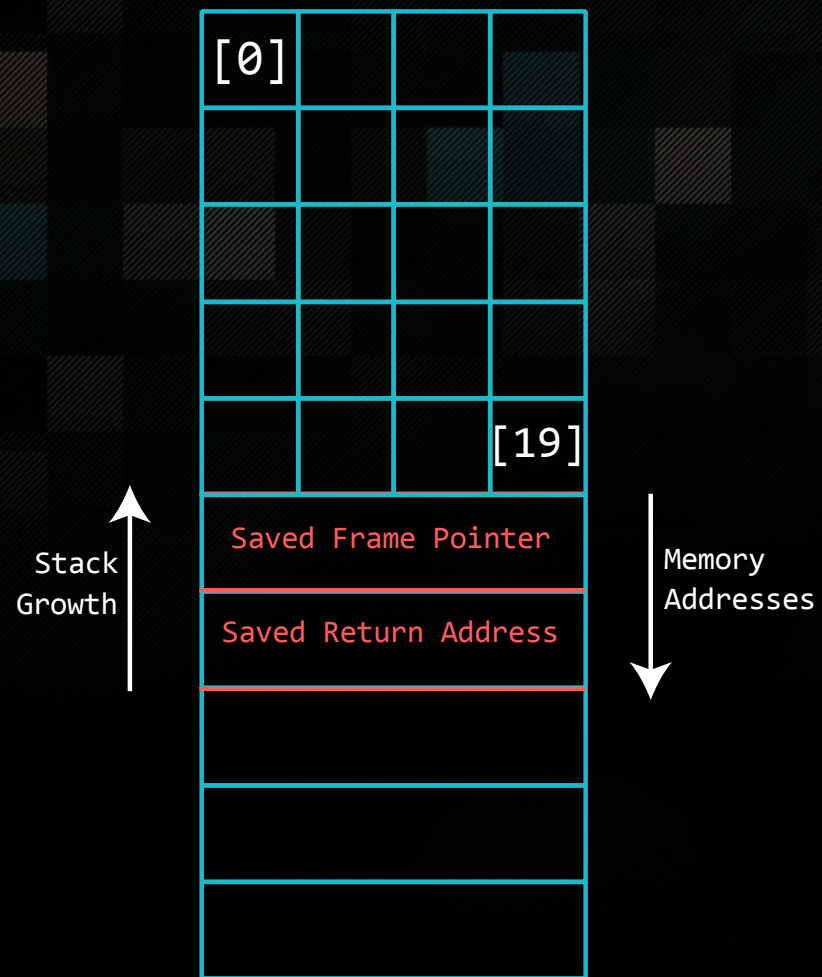 [0]
[19]
Saved Frame Pointer
Saved Return Address
Stack
Growth
Memory
Addresses